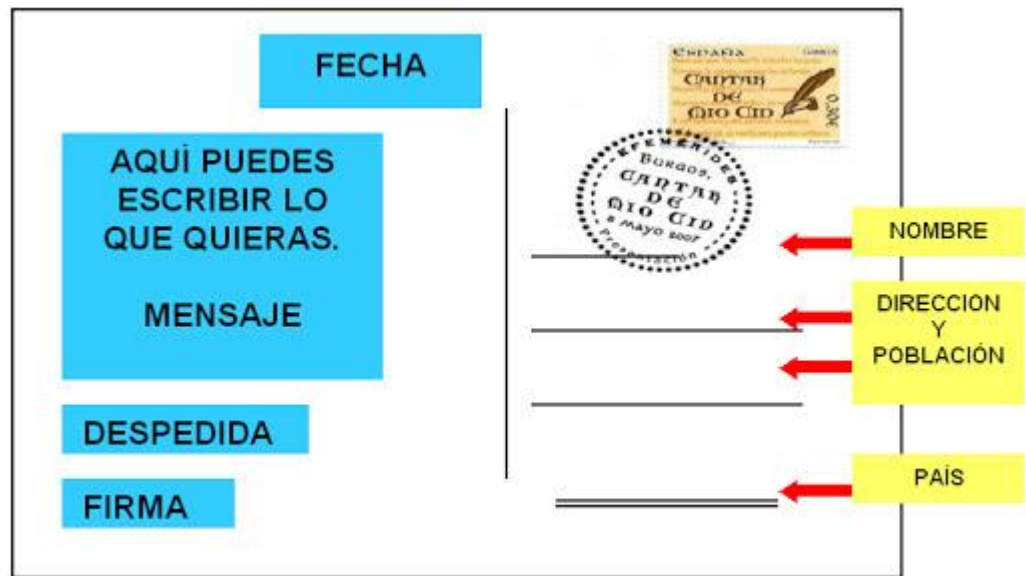 FECHA
AQUÍ PUEDES
ESCRIBIR LO
QUE QUIERAS.
MENSAJE
DESPEDIDA
FIRMA
ESPAÑA
CANTAR
DE
MIO CID
0,30€
EFEMÉRIDES
BURGOS,
CANTAR
DE
MIO CID
8 MAYO 2007
Presentación
NOMBRE
DIRECCION
Y
POBLACIÓN
PAÍS